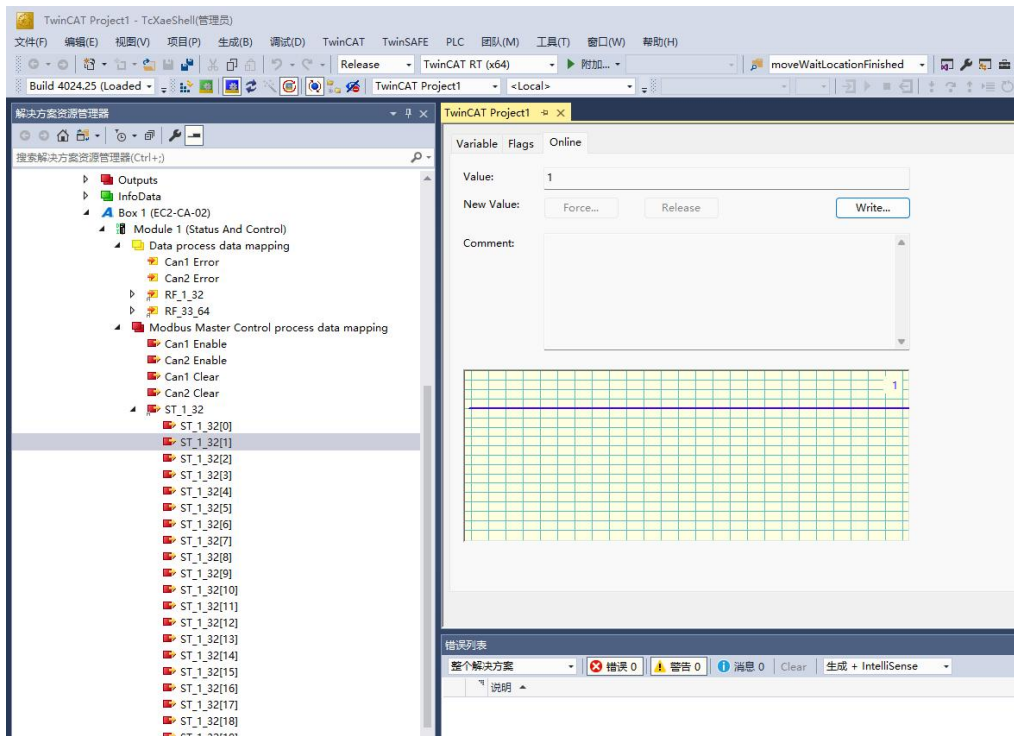 TwinCAT Project1 - TcXaeShell(管理员)
文件(F) 编辑(E) 视图(V) 项目(P) 生成(B) 调试(D) TwinCAT TwinSAFE PLC 团队(M) 工具(T) 窗口(W) 帮助(H)
Release TwinCAT RT (x64) 附加... moveWaitLocationFinished
Build 4024.25 (Loaded TwinCAT Project1 <Local>
解决方案资源管理器
搜索解决方案资源管理器(Ctrl+;)
Outputs
InfoData
Box 1 (EC2-CA-02)
Module 1 (Status And Control)
Data process data mapping
Can1 Error
Can2 Error
RF_1_32
RF_33_64
Modbus Master Control process data mapping
Can1 Enable
Can2 Enable
Can1 Clear
Can2 Clear
ST_1_32
ST_1_32[0]
ST_1_32[1]
ST_1_32[2]
ST_1_32[3]
ST_1_32[4]
ST_1_32[5]
ST_1_32[6]
ST_1_32[7]
ST_1_32[8]
ST_1_32[9]
ST_1_32[10]
ST_1_32[11]
ST_1_32[12]
ST_1_32[13]
ST_1_32[14]
ST_1_32[15]
ST_1_32[16]
ST_1_32[17]
ST_1_32[18]
TwinCAT Project1
Variable Flags Online
Value: 1
New Value: Force... Release Write...
Comment:
1
错误列表
整个解决方案 错误 0 警告 0 消息 0 Clear 生成 + IntelliSense
说明